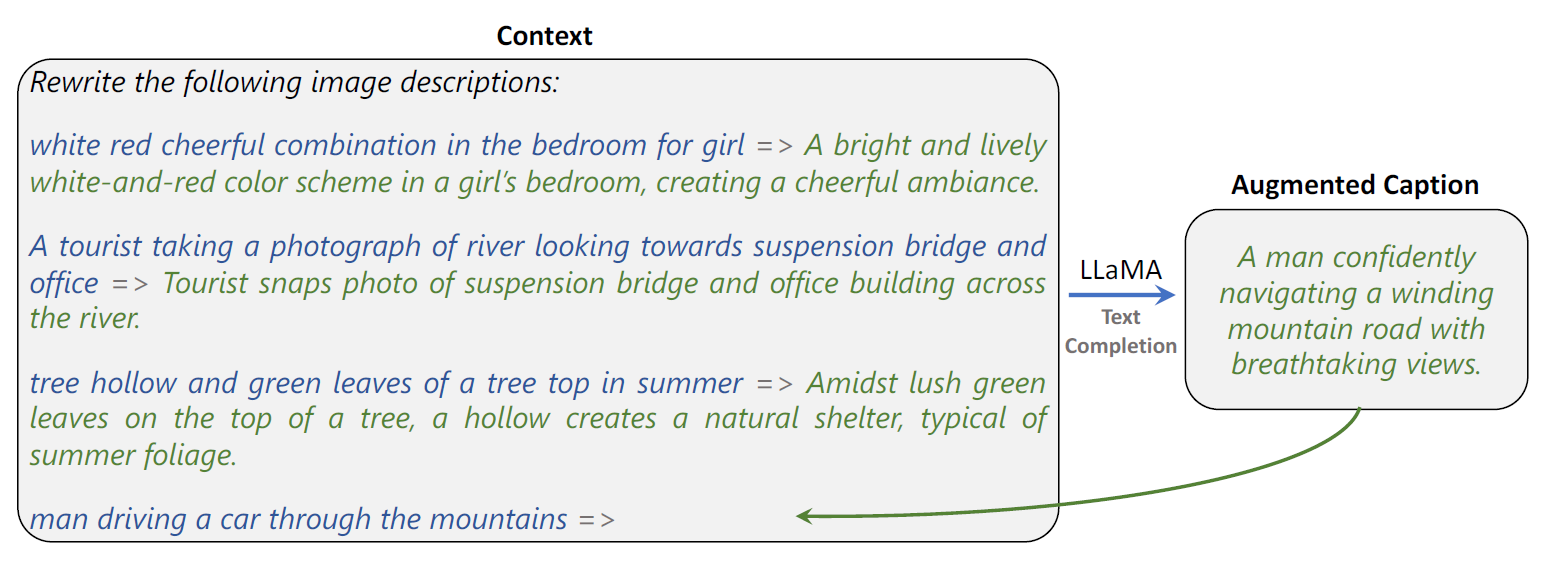 Context
Rewrite the following image descriptions:
white red cheerful combination in the bedroom for girl => A bright and lively
white-and-red color scheme in a girl's bedroom, creating a cheerful ambiance.
A tourist taking a photograph of river looking towards suspension bridge and
office => Tourist snaps photo of suspension bridge and office building across
the river.
tree hollow and green leaves of a tree top in summer => Amidst lush green
leaves on the top of a tree, a hollow creates a natural shelter, typical of
summer foliage.
man driving a car through the mountains =>
LLaMA
Text
Completion
Augmented Caption
A man confidently
navigating a winding
mountain road with
breathtaking views.